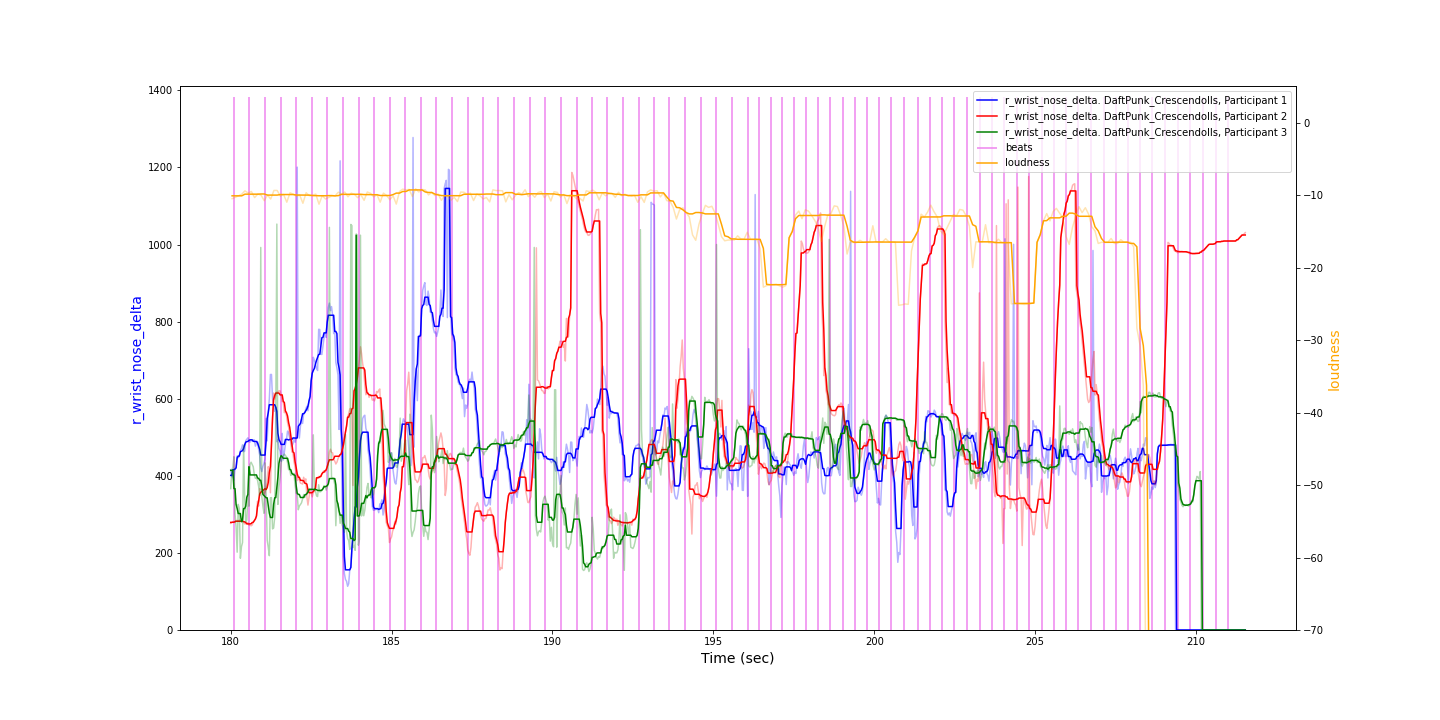 1400
1200
1000
800
600
400
200
0
r_wrist_nose_delta
r_wrist_nose_delta. DaftPunk_Crescendolls, Participant 1
r_wrist_nose_delta. DaftPunk_Crescendolls, Participant 2
r_wrist_nose_delta. DaftPunk_Crescendolls, Participant 3
beats
loudness
0
−10
−20
−30
−40
−50
−60
−70
loudness
180 185 190 195 200 205 210
Time (sec)